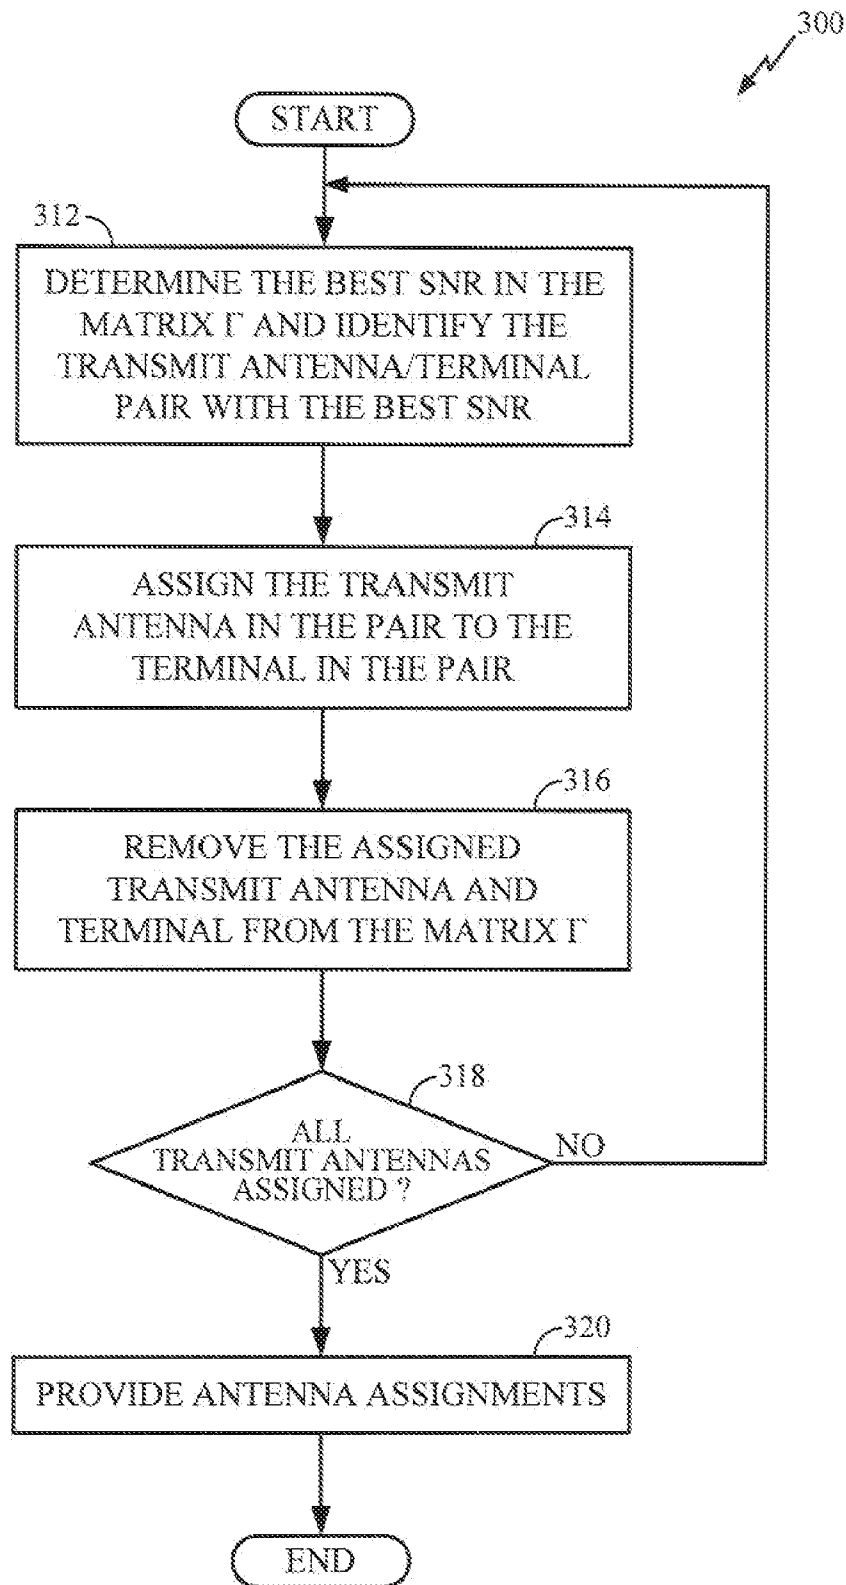 300
START
312
DETERMINE THE BEST SNR IN THE
MATRIX Γ AND IDENTIFY THE
TRANSMIT ANTENNA/TERMINAL
PAIR WITH THE BEST SNR
314
ASSIGN THE TRANSMIT
ANTENNA IN THE PAIR TO THE
TERMINAL IN THE PAIR
316
REMOVE THE ASSIGNED
TRANSMIT ANTENNA AND
TERMINAL FROM THE MATRIX Γ
318
ALL
TRANSMIT ANTENNAS
ASSIGNED ?
NO
YES
320
PROVIDE ANTENNA ASSIGNMENTS
END